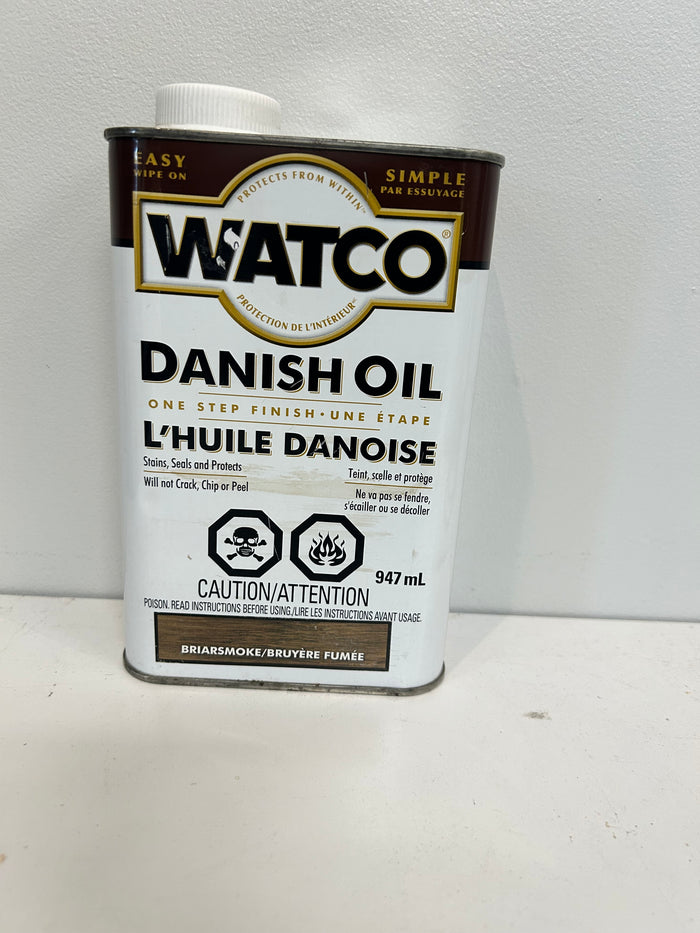 EASY
WIPE ON
SIMPLE
PAR ESSUYAGE
PROTECTS FROM WITHIN™
WATCO®
PROTECTION DE L'INTÉRIEUR
DANISH OIL
ONE STEP FINISH • UNE ÉTAPE
L'HUILE DANOISE
Stains, Seals and Protects
Will not Crack, Chip or Peel
Teint, scelle et protège
Ne va pas se fendre,
s'écailler ou se décoller
947 mL
CAUTION/ATTENTION
POISON. READ INSTRUCTIONS BEFORE USING./LIRE LES INSTRUCTIONS AVANT USAGE.
BRIARSMOKE/BRUYÈRE FUMÉE